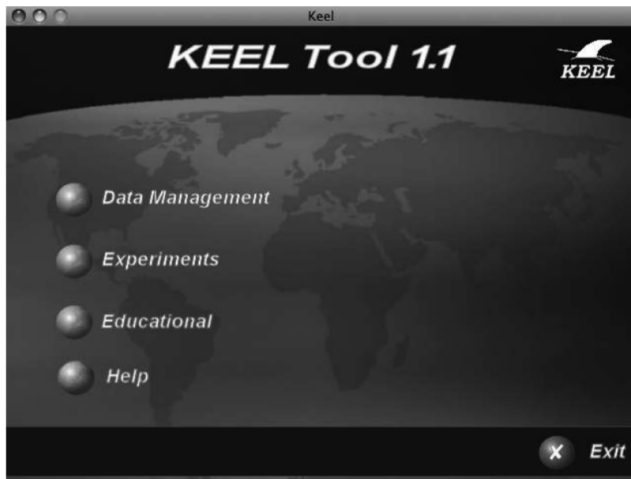 Keel
KEEL Tool 1.1
KEEL
Data Management
Experiments
Educational
Help
X Exit